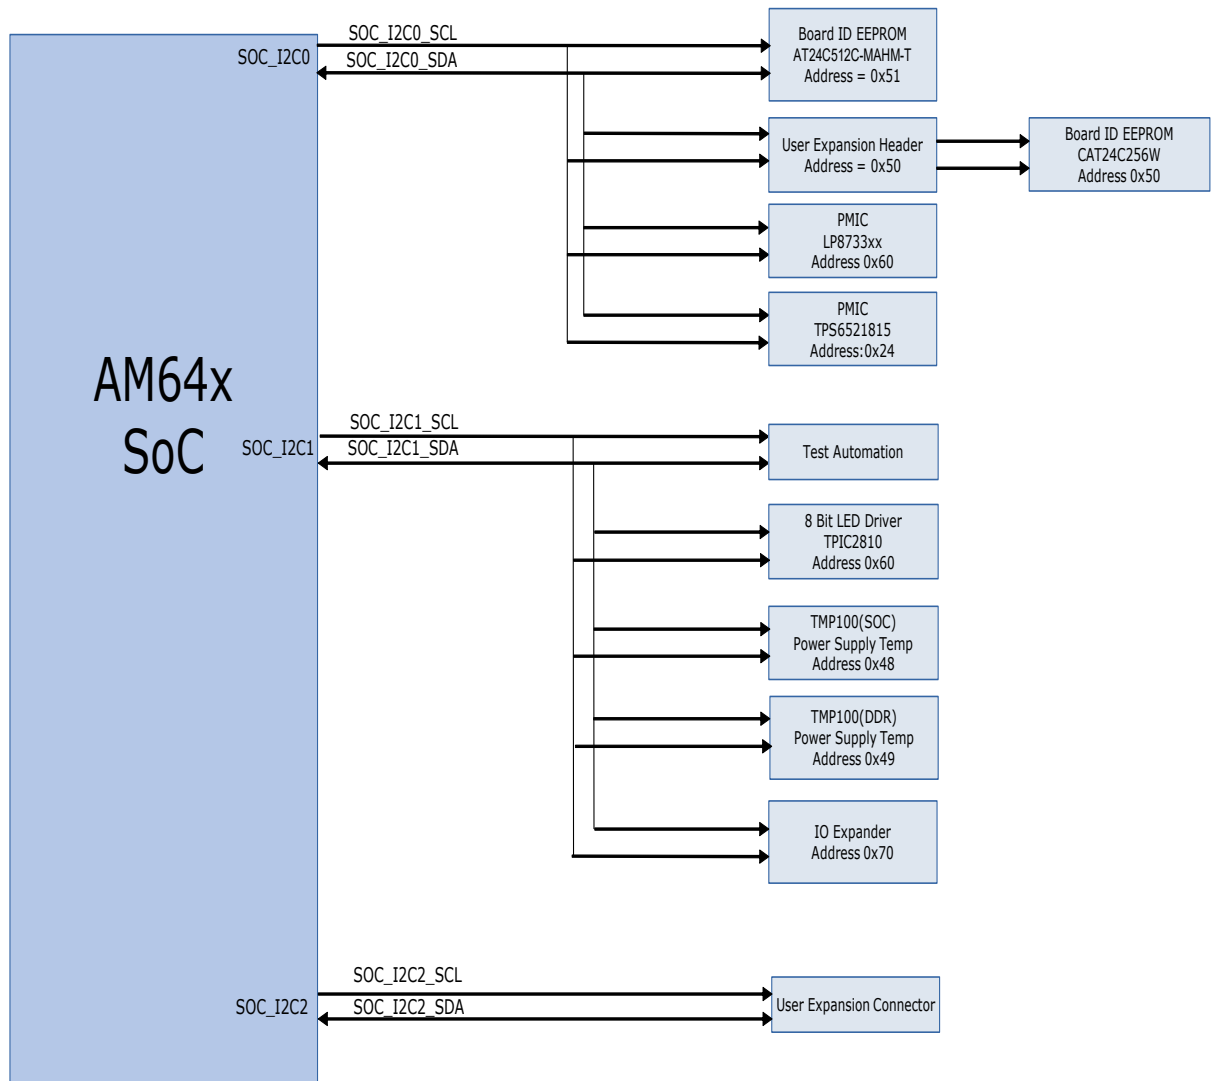 SOC_I2C0_SCL
SOC_I2C0
SOC_I2C0_SDA
Board ID EEPROM
AT24C512C-MAHM-T
Address = 0x51
User Expansion Header
Address = 0x50
Board ID EEPROM
CAT24C256W
Address 0x50
PMIC
LP8733xx
Address 0x60
PMIC
TPS6521815
Address:0x24
AM64x
SoC
SOC_I2C1_SCL
SOC_I2C1
SOC_I2C1_SDA
Test Automation
8 Bit LED Driver
TPIC2810
Address 0x60
TMP100(SOC)
Power Supply Temp
Address 0x48
TMP100(DDR)
Power Supply Temp
Address 0x49
IO Expander
Address 0x70
SOC_I2C2_SCL
SOC_I2C2
SOC_I2C2_SDA
User Expansion Connector